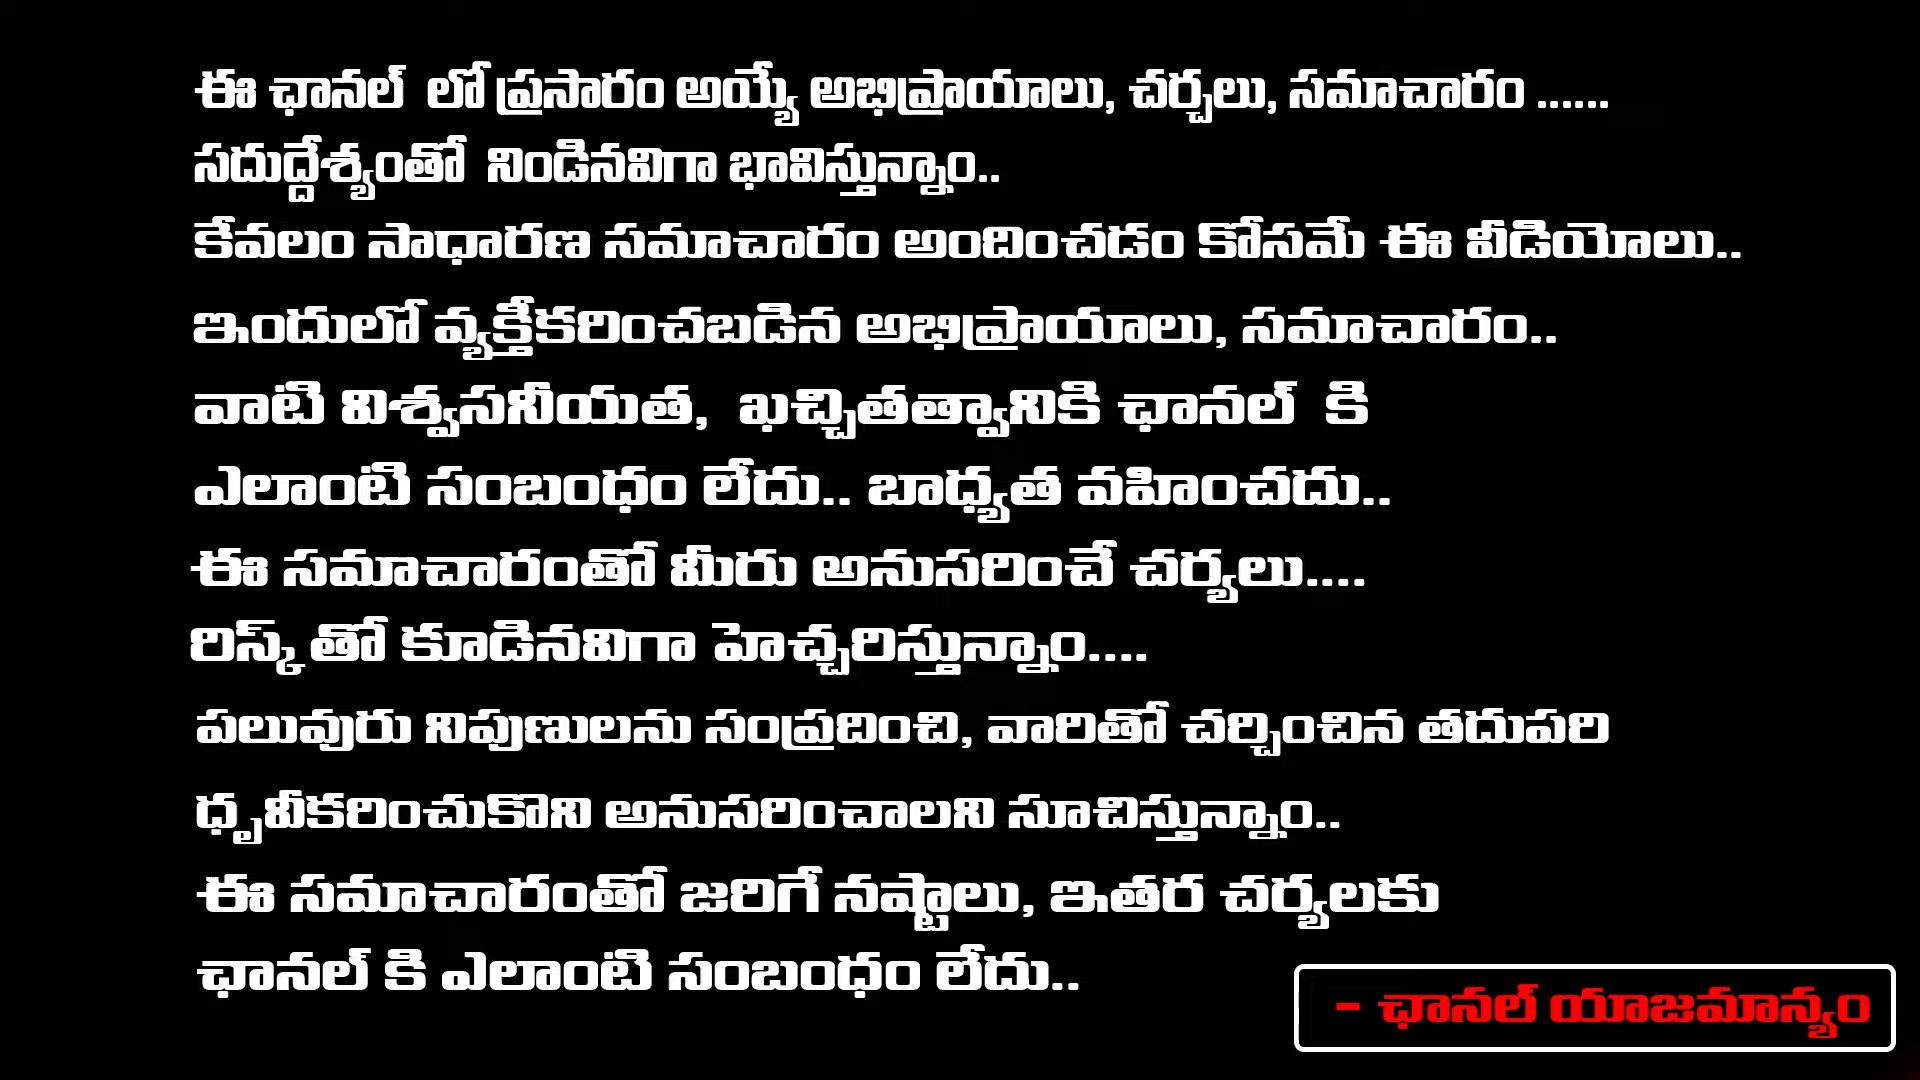 ఈ ఛానల్ లో ప్రసారం అయ్యే అభిప్రాయాలు, చర్చలు, సమాచారం ......
సదుద్దేశ్యంతో నిండినవిగా భావిస్తున్నాం..
కేవలం సాధారణ సమాచారం అందించడం కోసమే ఈ వీడియోలు..
ఇందులో వ్యక్తీకరించబడిన అభిప్రాయాలు, సమాచారం..
వాటి విశ్వసనీయత, ఖచ్చితత్వానికి ఛానల్ కి
ఎలాంటి సంబంధం లేదు.. బాధ్యత వహించదు..
ఈ సమాచారంతో మీరు అనుసరించే చర్యలు....
రిస్క్ తో కూడినవిగా హెచ్చరిస్తున్నాం....
పలువురు నిపుణులను సంప్రదించి, వారితో చర్చించిన తదుపరి
ధృవీకరించుకొని అనుసరించాలని సూచిస్తున్నాం..
ఈ సమాచారంతో జరిగే నష్టాలు, ఇతర చర్యలకు
ఛానల్ కి ఎలాంటి సంబంధం లేదు..
- ఛానల్ యాజమాన్యం